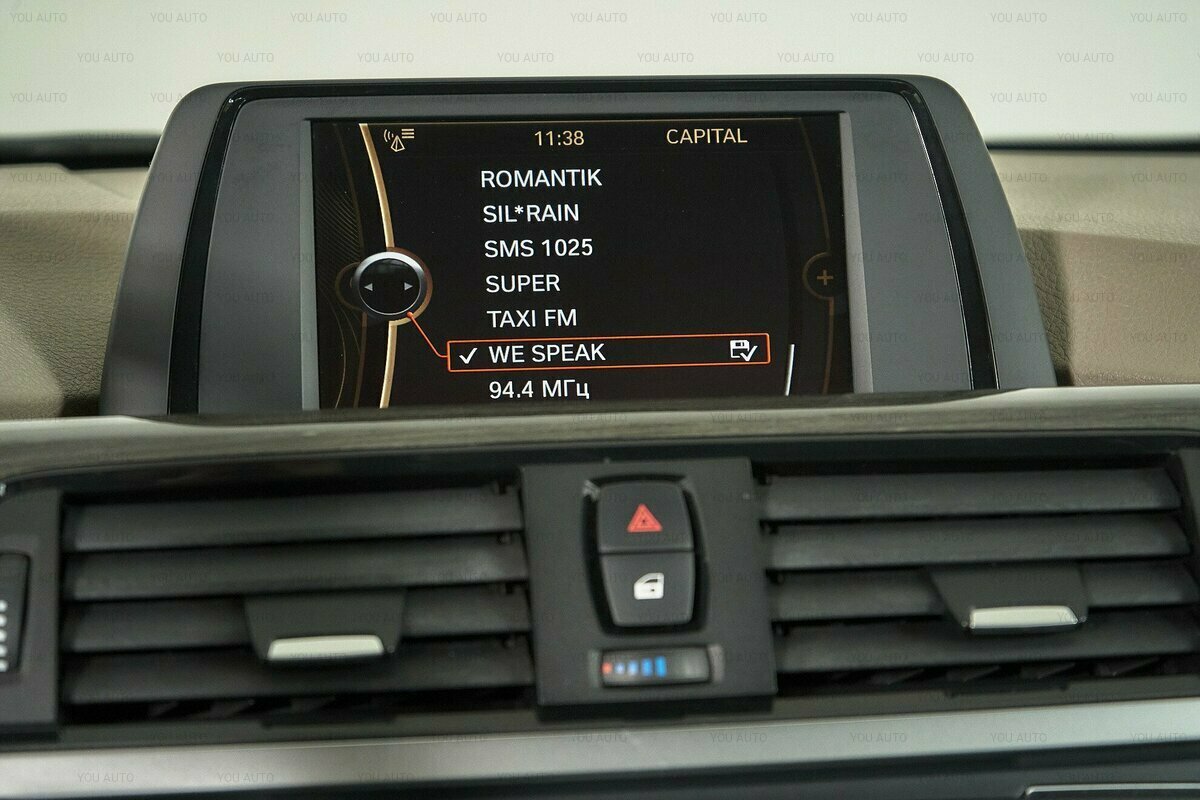 11:38 CAPITAL
ROMANTIK
SIL*RAIN
SMS 1025
SUPER
TAXI FM
WE SPEAK
94.4 МГц
YOU AUTO